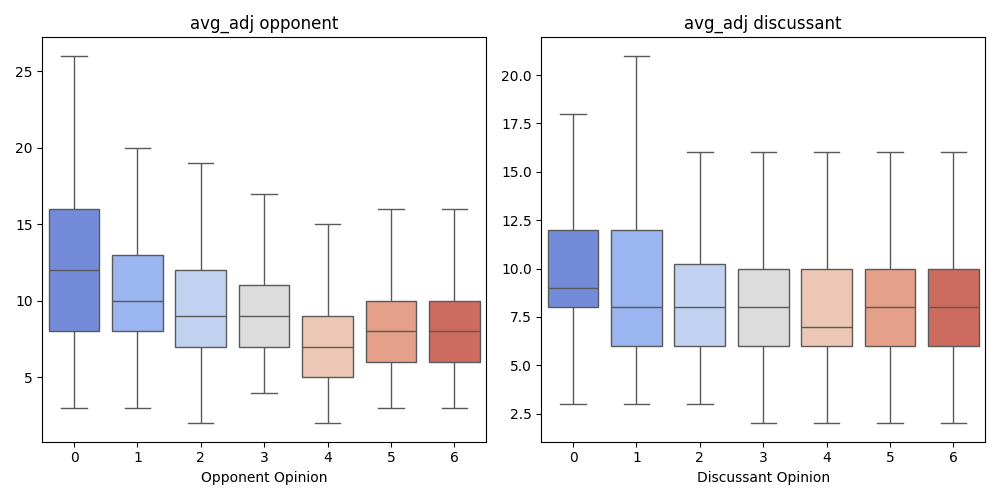 avg_adj opponent
25
20
15
10
5
0 1 2 3 4 5 6
Opponent Opinion
avg_adj discussant
20.0
17.5
15.0
12.5
10.0
7.5
5.0
2.5
0 1 2 3 4 5 6
Discussant Opinion